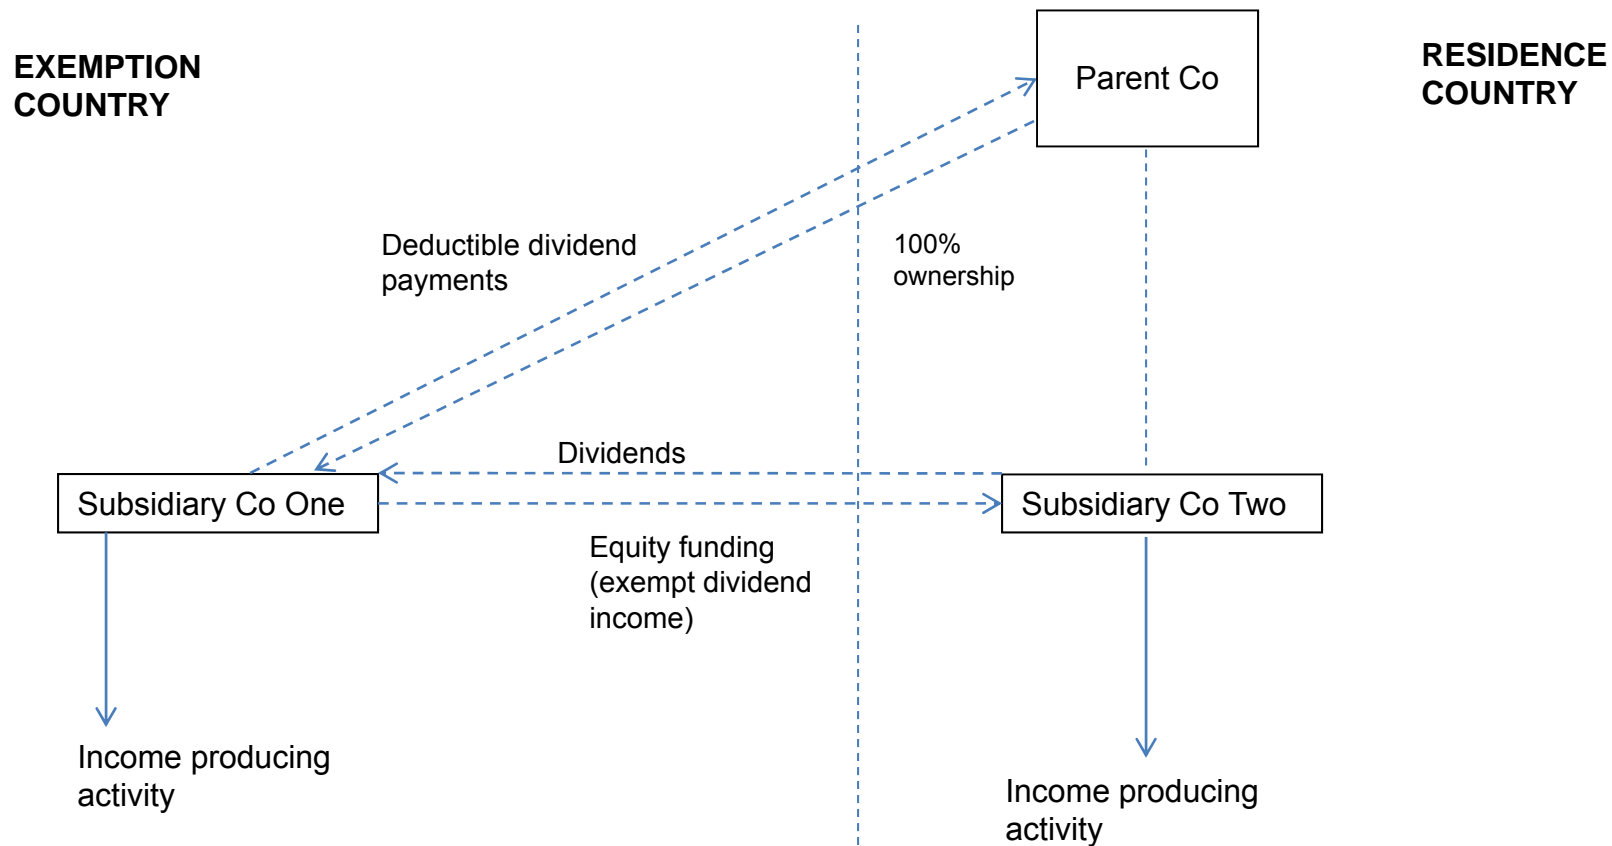 EXEMPTION
COUNTRY
Parent Co
RESIDENCE
COUNTRY
Deductible dividend
payments
100%
ownership
Dividends
Subsidiary Co One
Subsidiary Co Two
Equity funding
(exempt dividend
income)
Income producing
activity
Income producing
activity